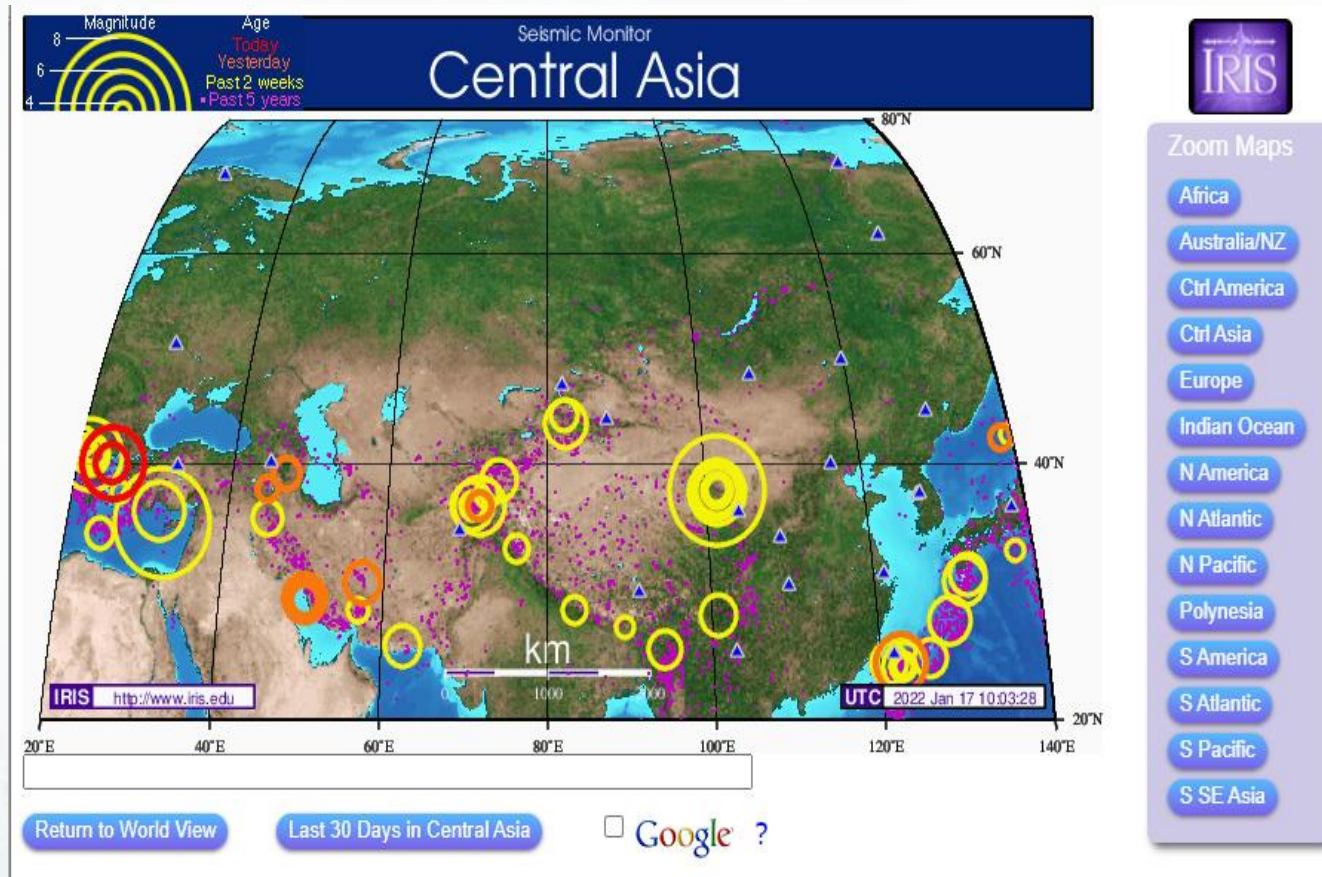 Magnitude
8
6
4
Age
Today
Yesterday
Past 2 weeks
Past 5 years
Seismic Monitor
Central Asia
80°N
60°N
40°N
20°N
km
0 1000
IRIS http://www.iris.edu
UTC 2022 Jan 17 10:03:28
20°E 40°E 60°E 80°E 100°E 120°E 140°E
Return to World View
Last 30 Days in Central Asia
Google ?
IRIS
Zoom Maps
Africa
Australia/NZ
Ctrl America
Ctrl Asia
Europe
Indian Ocean
N America
N Atlantic
N Pacific
Polynesia
S America
S Atlantic
S Pacific
S SE Asia